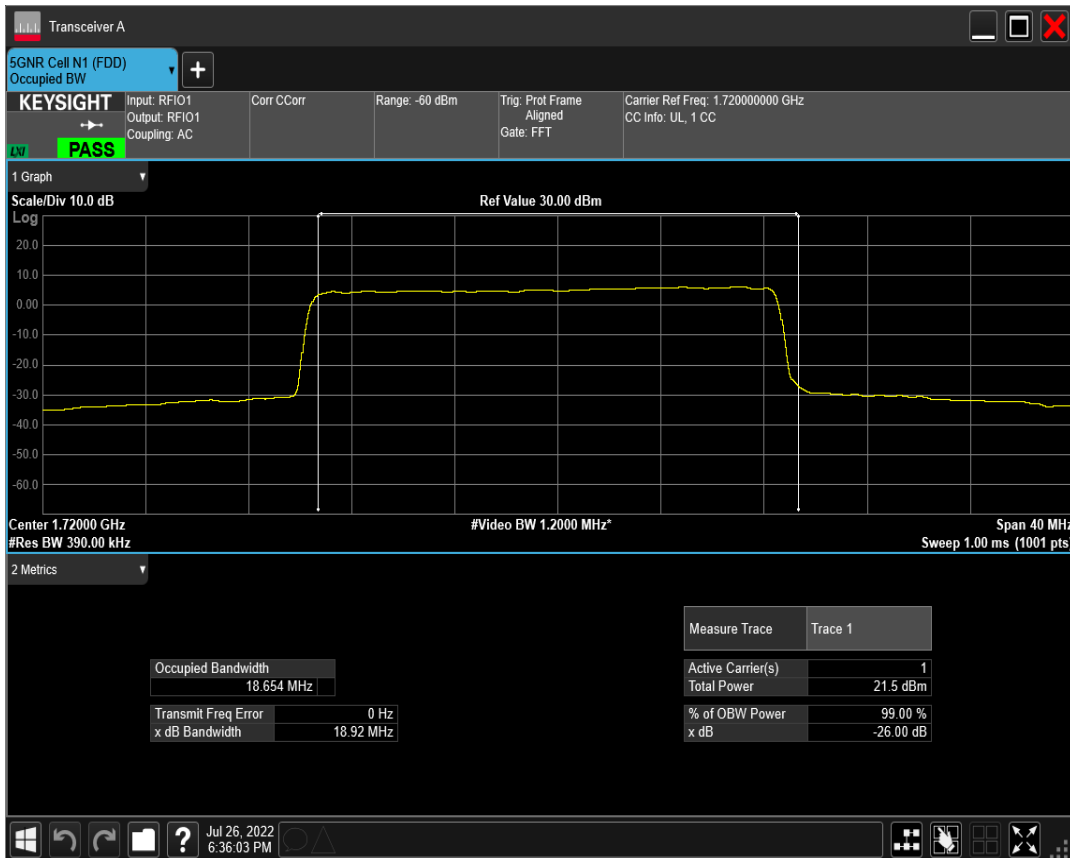 Transceiver A
5GNR Cell N1 (FDD)
Occupied BW
+
KEYSIGHT
LXI
PASS
Input: RFIO1
Output: RFIO1
Coupling: AC
Corr CCorr
Range: -60 dBm
Trig: Prot Frame
Aligned
Gate: FFT
Carrier Ref Freq: 1.720000000 GHz
CC Info: UL, 1 CC
1 Graph
Scale/Div 10.0 dB
Ref Value 30.00 dBm
Log
20.0
10.0
0.00
-10.0
-20.0
-30.0
-40.0
-50.0
-60.0
Center 1.72000 GHz
#Video BW 1.2000 MHz*
Span 40 MHz
#Res BW 390.00 kHz
Sweep 1.00 ms (1001 pts)
2 Metrics
Measure Trace Trace 1
Occupied Bandwidth
18.654 MHz
Transmit Freq Error 0 Hz
x dB Bandwidth 18.92 MHz
Active Carrier(s) 1
Total Power 21.5 dBm
% of OBW Power 99.00 %
x dB -26.00 dB
?
Jul 26, 2022
6:36:03 PM